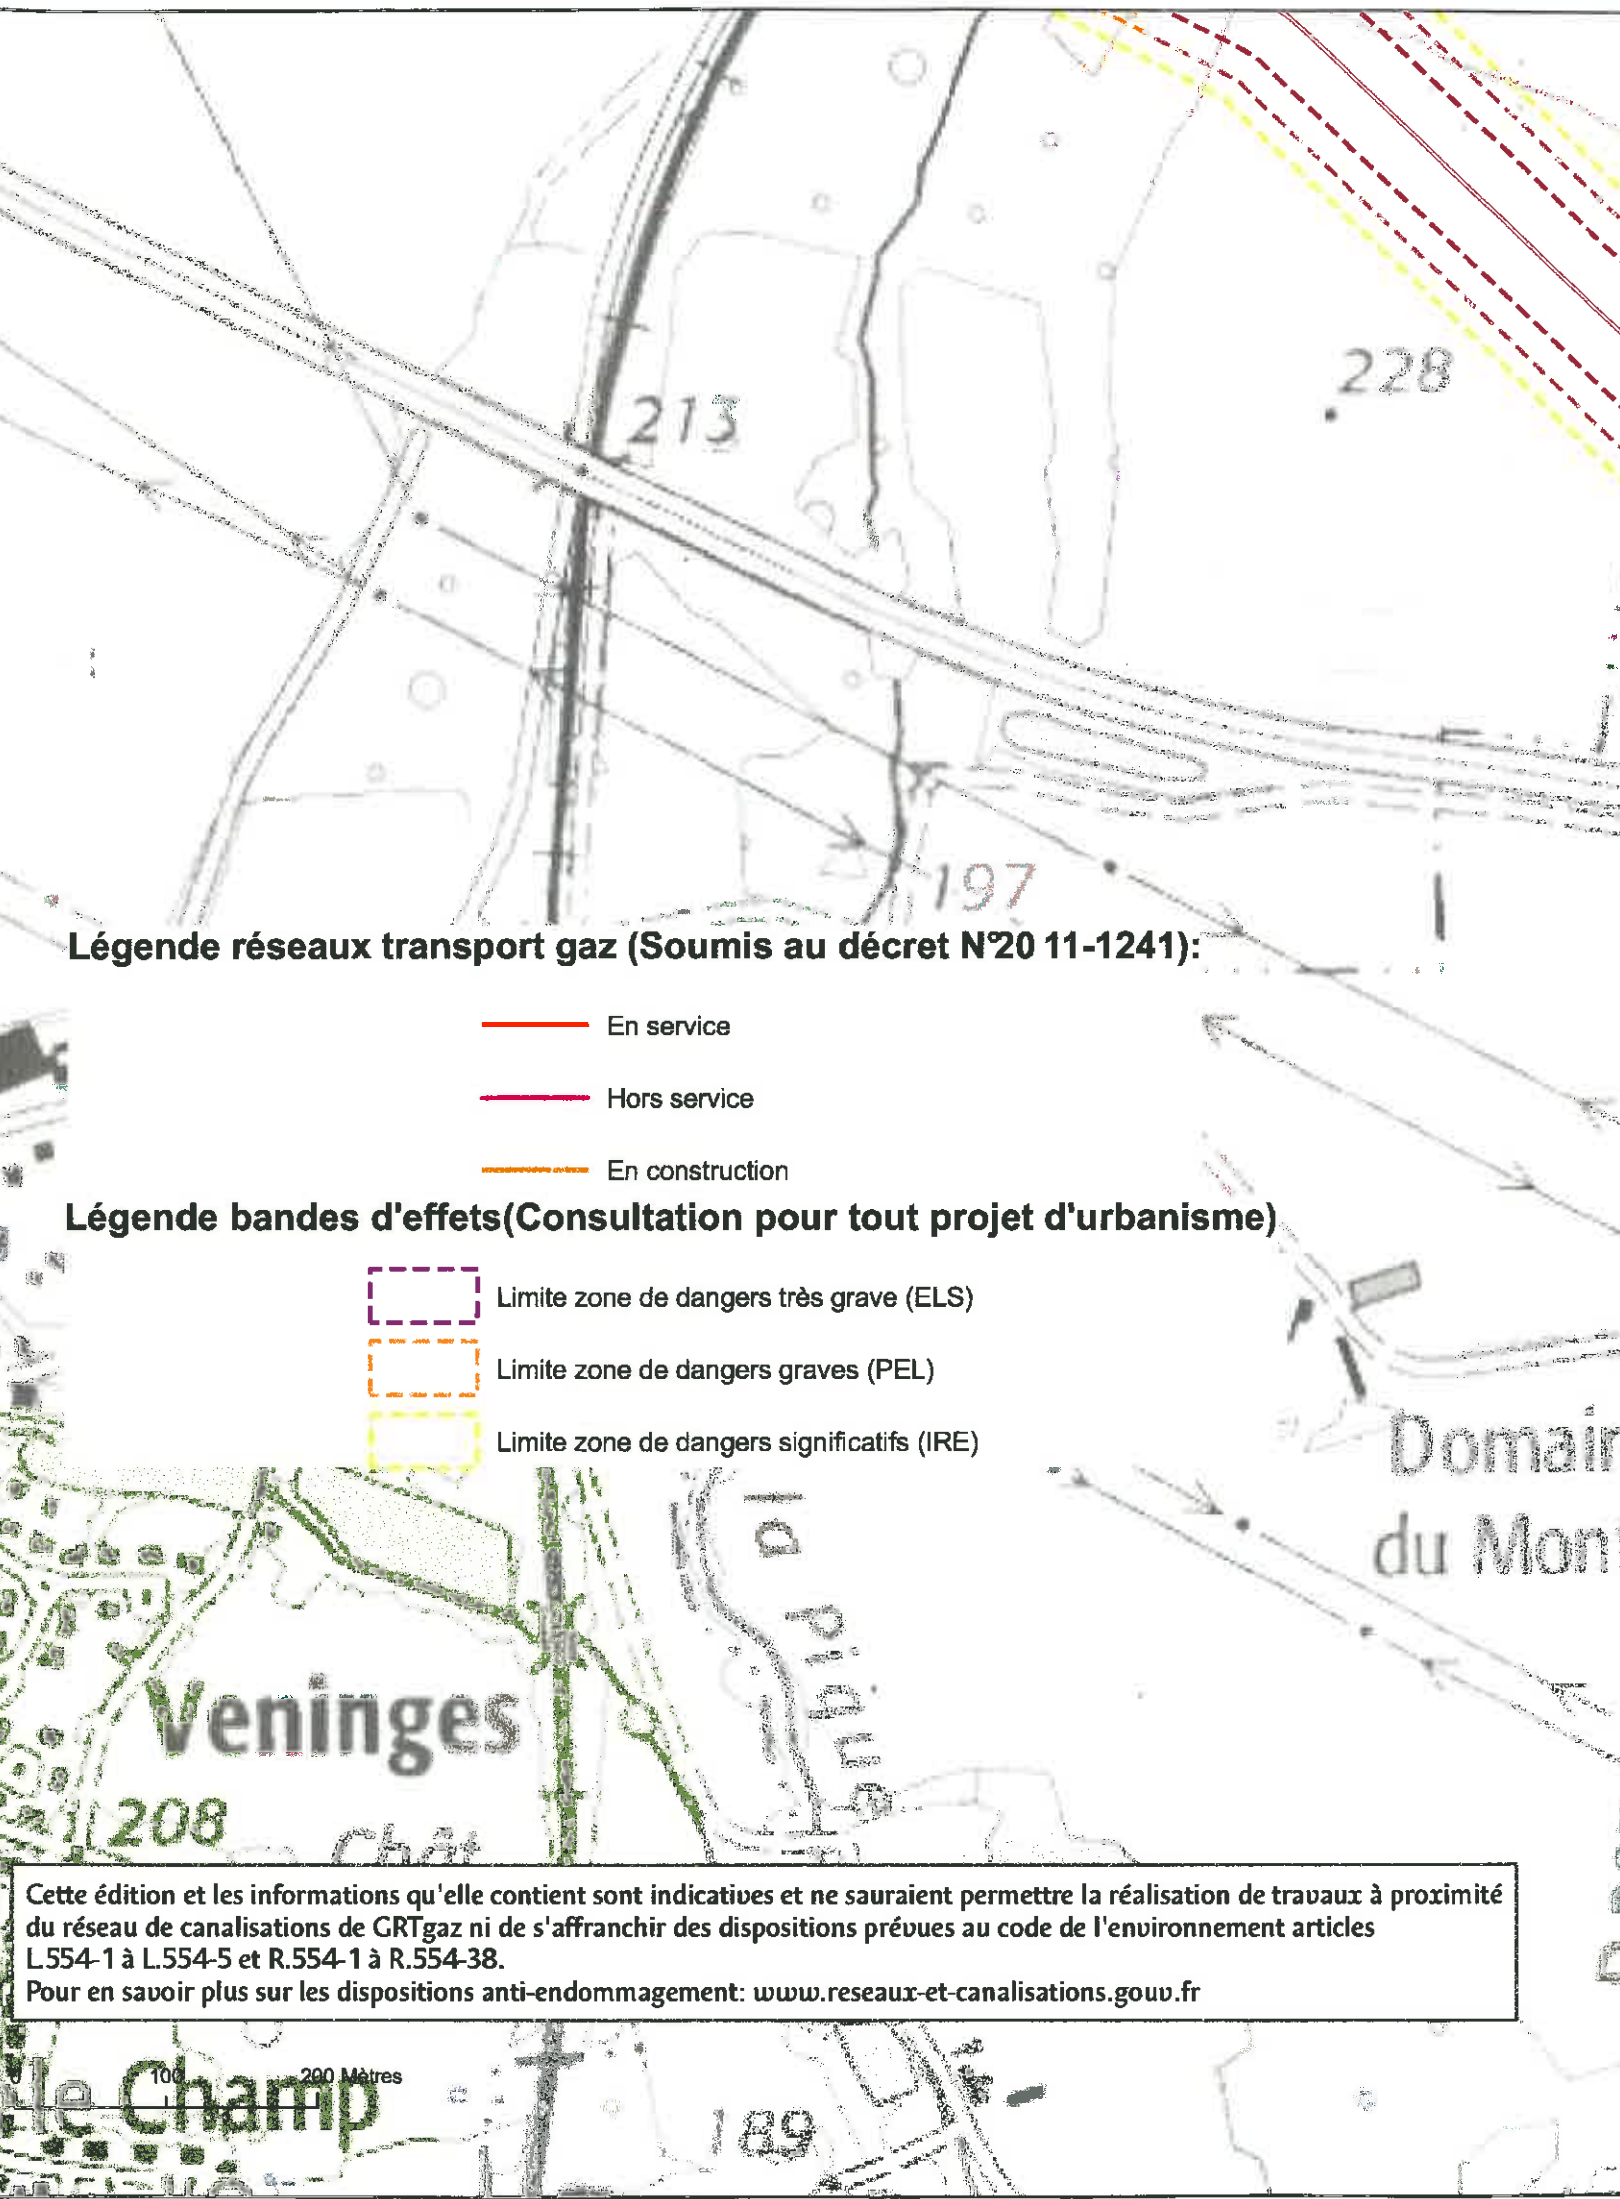 213
228
197
Légende réseaux transport gaz (Soumis au décret N°20 11-1241):
En service
Hors service
En construction
Légende bandes d'effets(Consultation pour tout projet d'urbanisme)
Limite zone de dangers très grave (ELS)
Limite zone de dangers graves (PEL)
Limite zone de dangers significatifs (IRE)
Domain
du Mont
Veninges
208
Chât
Cette édition et les informations qu'elle contient sont indicatives et ne sauraient permettre la réalisation de travaux à proximité
du réseau de canalisations de GRTgaz ni de s'affranchir des dispositions prévues au code de l'environnement articles
L.554-1 à L.554-5 et R.554-1 à R.554-38.
Pour en savoir plus sur les dispositions anti-endommagement: www.reseaux-et-canalisations.gouv.fr
0 100 200 Mètres
le Champ
189